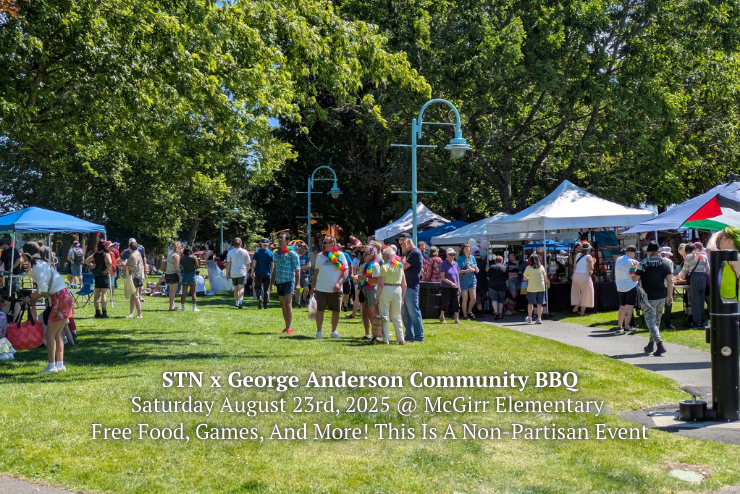 STN x George Anderson Community BBQ
Saturday August 23rd, 2025 @ McGirr Elementary
Free Food, Games, And More! This Is A Non-Partisan Event